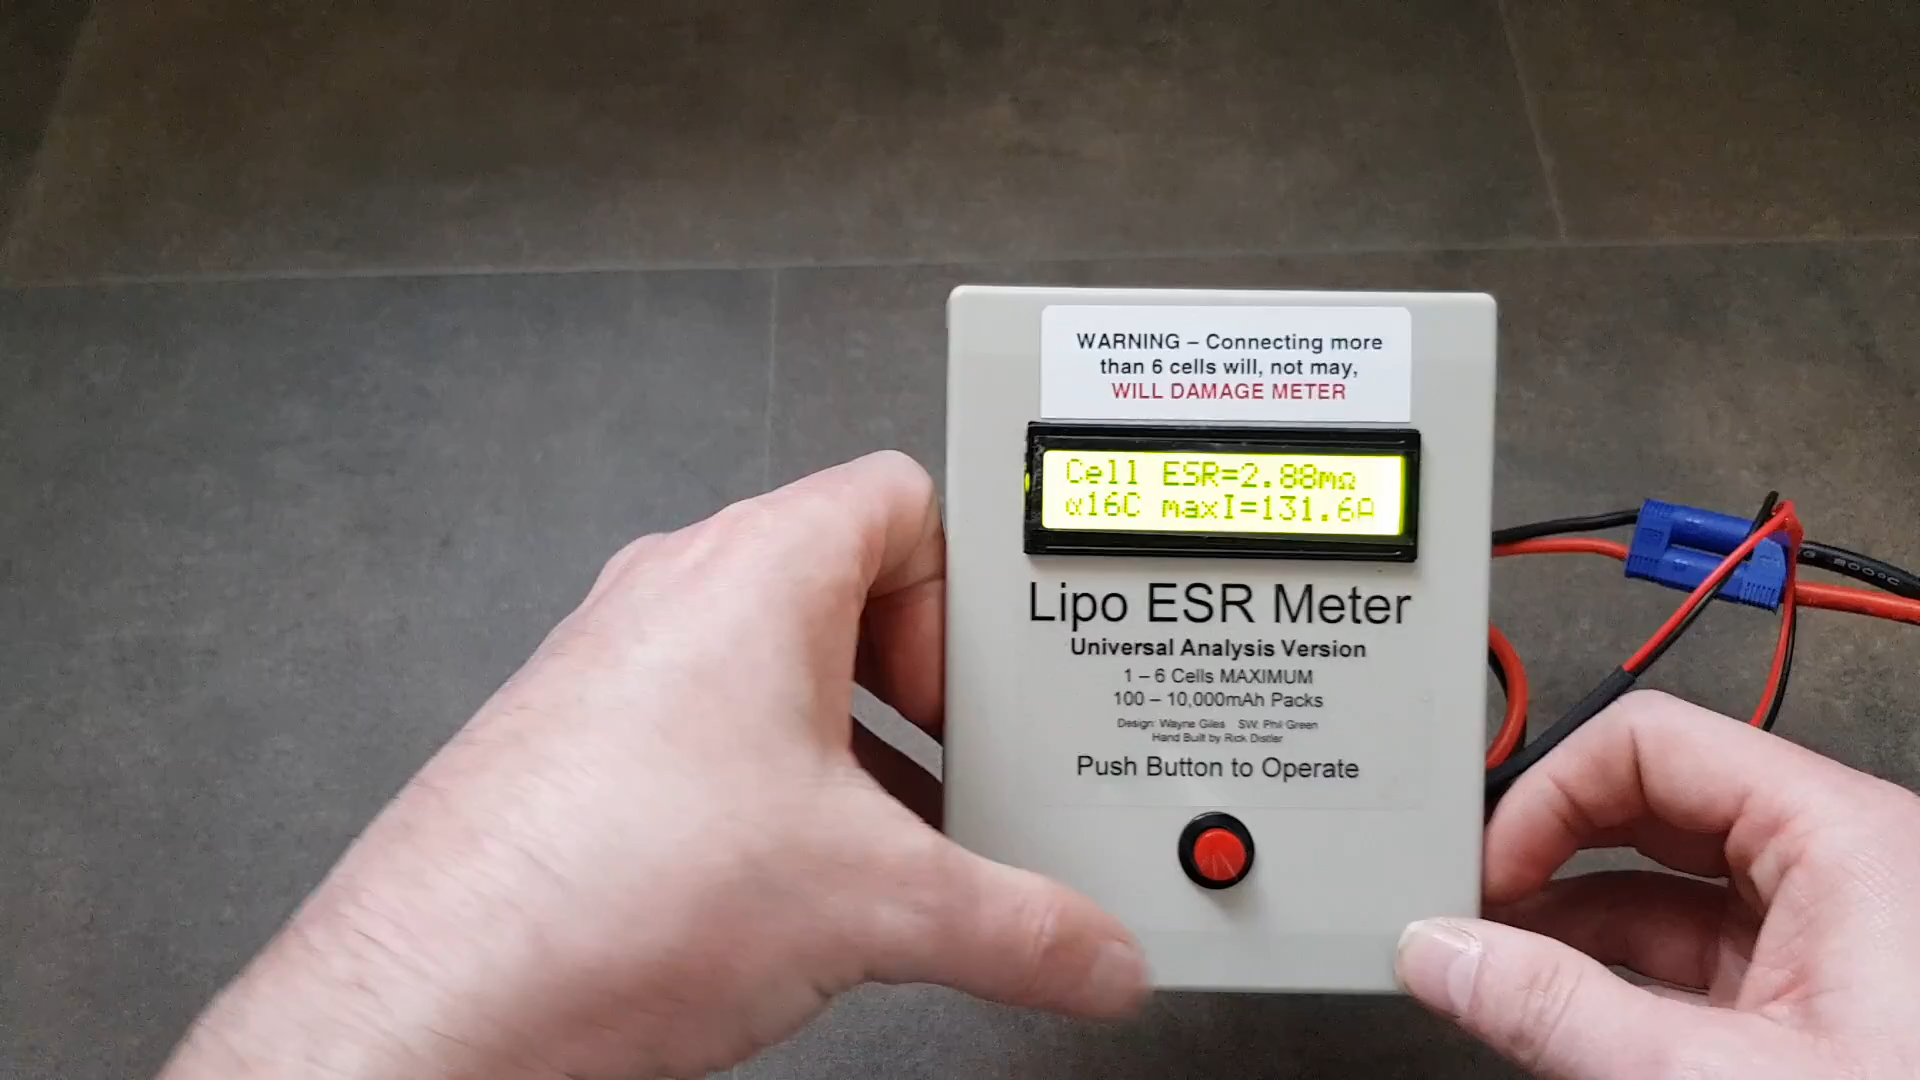 WARNING – Connecting more
than 6 cells will, not may,
WILL DAMAGE METER
Cell ESR=2.88mΩ
α16C maxI=131.6A
Lipo ESR Meter
Universal Analysis Version
1 – 6 Cells MAXIMUM
100 – 10,000mAh Packs
Design: Wayne Giles SW: Phil Green
Hand Built by Rick Distler
Push Button to Operate
200°C